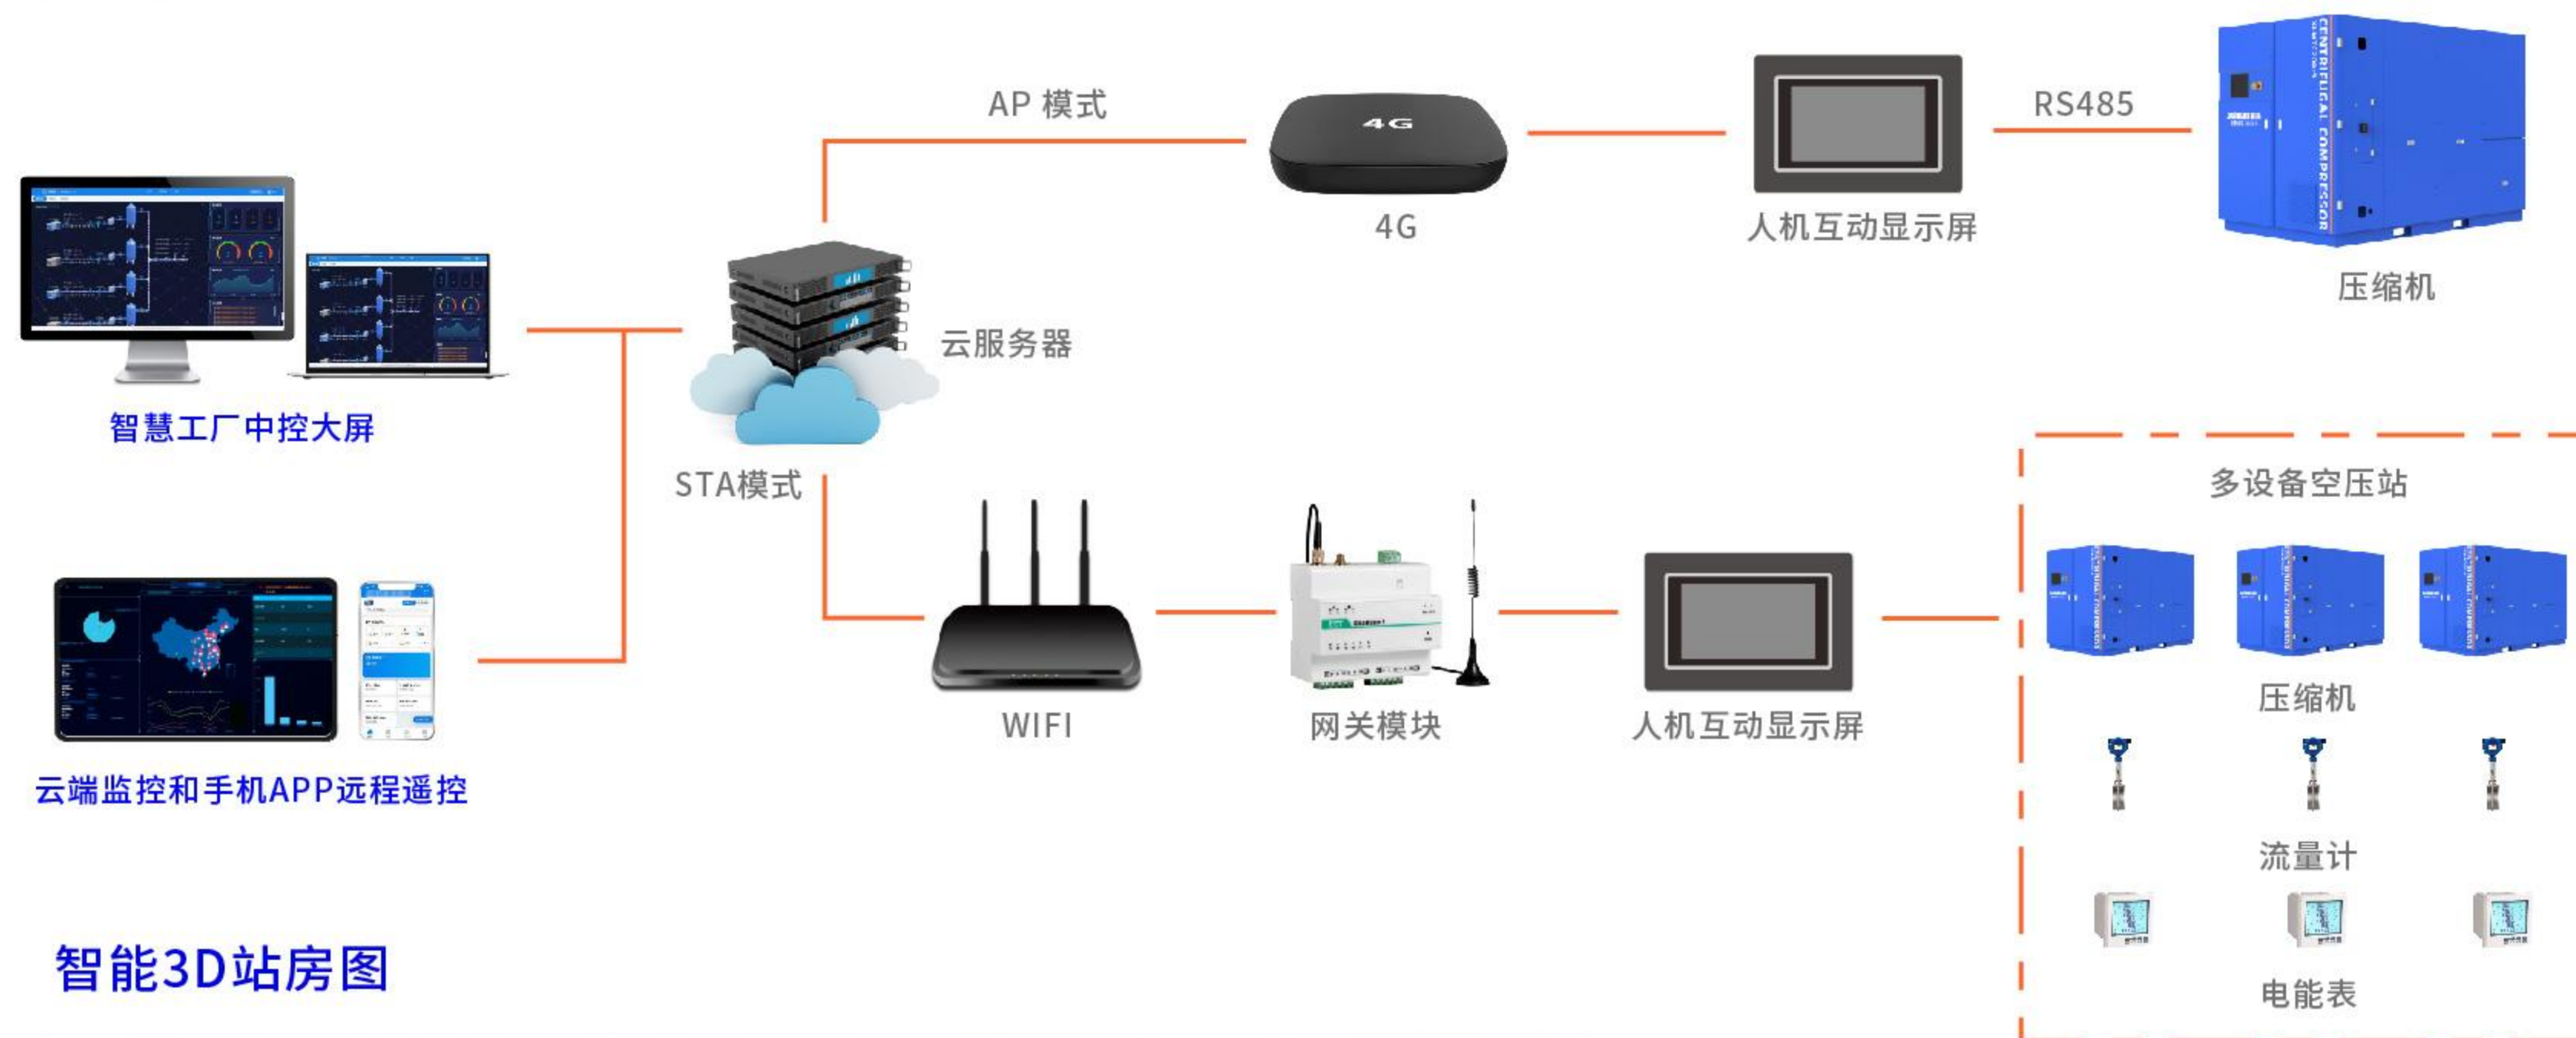 AP 模式
4G
4G
人机互动显示屏
RS485
CENTRIFUGAL COMPRESSOR
压缩机
云服务器
智慧工厂中控大屏
STA模式
WIFI
网关模块
人机互动显示屏
多设备空压站
压缩机
流量计
电能表
云端监控和手机APP远程遥控
智能3D站房图